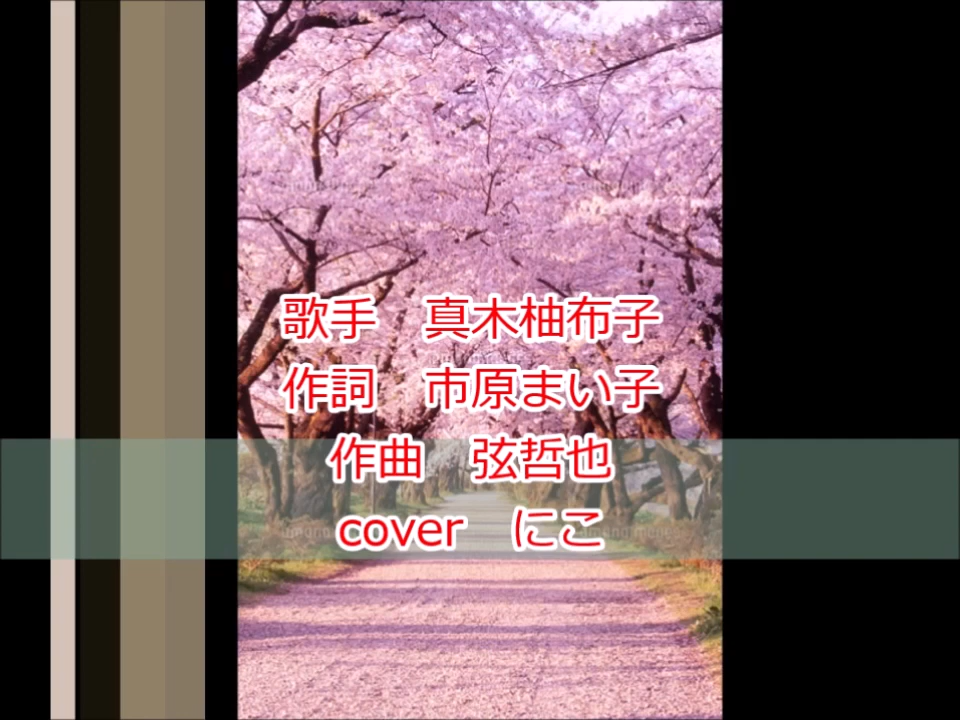 歌手　真木柚布子
作詞　市原まい子
作曲　弦哲也
cover　にこ